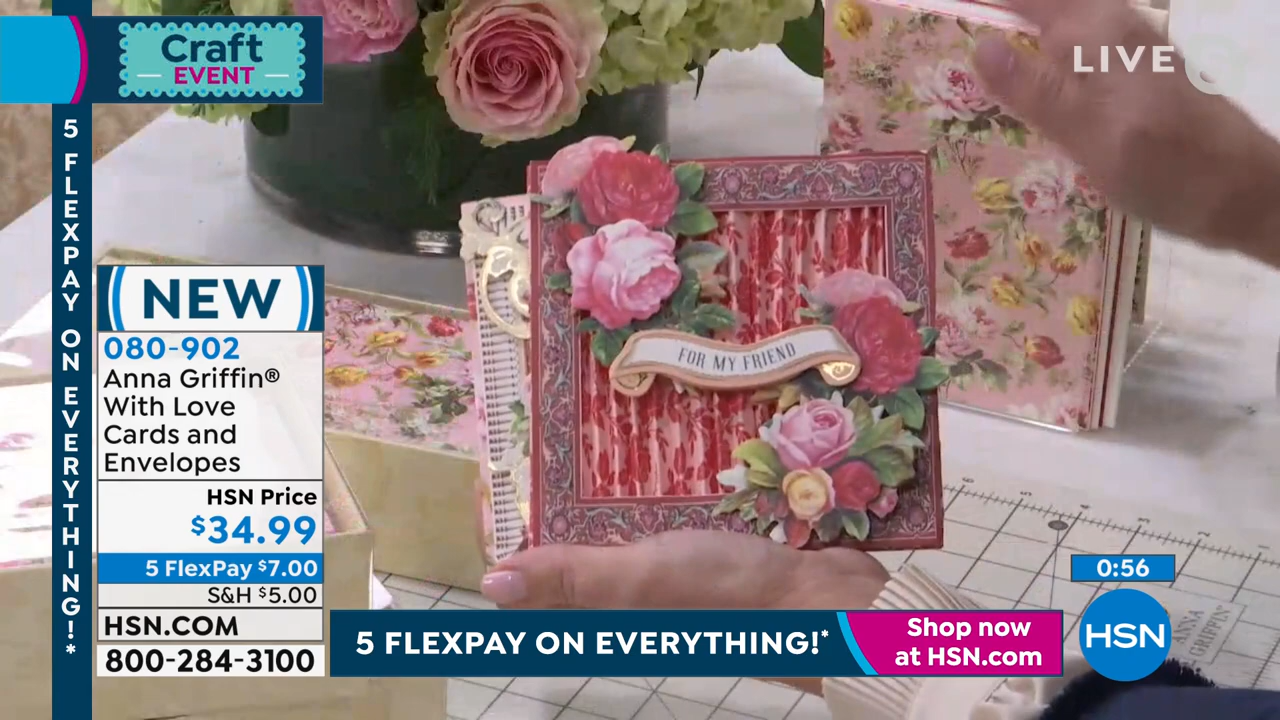 Craft
EVENT
LIVE
5 FLEXPAY ON EVERYTHING!*
NEW
080-902
Anna Griffin®
With Love
Cards and
Envelopes
HSN Price
$34.99
5 FlexPay $7.00
S&H $5.00
HSN.COM
800-284-3100
FOR MY FRIEND
0:56
5 FLEXPAY ON EVERYTHING!*
Shop now
at HSN.com
HSN
ANNA
GRIFFIN